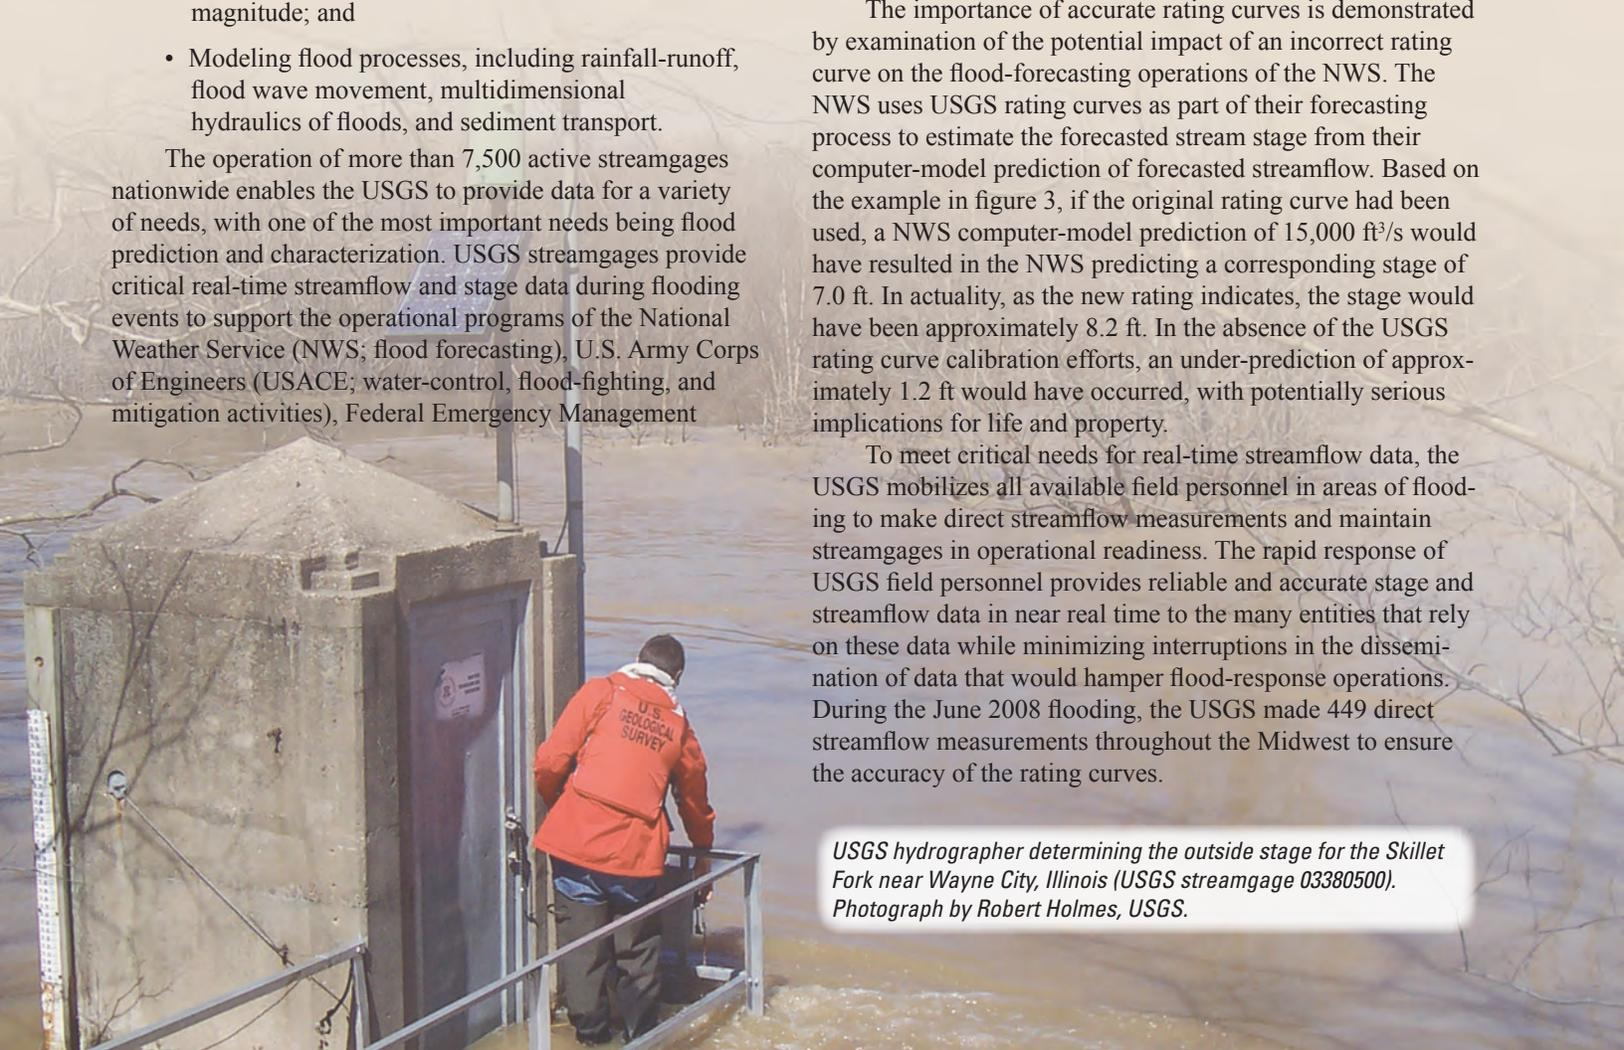 magnitude; and
• Modeling flood processes, including rainfall-runoff,
flood wave movement, multidimensional
hydraulics of floods, and sediment transport.
The operation of more than 7,500 active streamgages
nationwide enables the USGS to provide data for a variety
of needs, with one of the most important needs being flood
prediction and characterization. USGS streamgages provide
critical real-time streamflow and stage data during flooding
events to support the operational programs of the National
Weather Service (NWS; flood forecasting), U.S. Army Corps
of Engineers (USACE; water-control, flood-fighting, and
mitigation activities), Federal Emergency Management
The importance of accurate rating curves is demonstrated
by examination of the potential impact of an incorrect rating
curve on the flood-forecasting operations of the NWS. The
NWS uses USGS rating curves as part of their forecasting
process to estimate the forecasted stream stage from their
computer-model prediction of forecasted streamflow. Based on
the example in figure 3, if the original rating curve had been
used, a NWS computer-model prediction of 15,000 ft³/s would
have resulted in the NWS predicting a corresponding stage of
7.0 ft. In actuality, as the new rating indicates, the stage would
have been approximately 8.2 ft. In the absence of the USGS
rating curve calibration efforts, an under-prediction of approx-
imately 1.2 ft would have occurred, with potentially serious
implications for life and property.
To meet critical needs for real-time streamflow data, the
USGS mobilizes all available field personnel in areas of flood-
ing to make direct streamflow measurements and maintain
streamgages in operational readiness. The rapid response of
USGS field personnel provides reliable and accurate stage and
streamflow data in near real time to the many entities that rely
on these data while minimizing interruptions in the dissemi-
nation of data that would hamper flood-response operations.
During the June 2008 flooding, the USGS made 449 direct
streamflow measurements throughout the Midwest to ensure
the accuracy of the rating curves.
U.S.
GEOLOGICAL
SURVEY
USGS hydrographer determining the outside stage for the Skillet
Fork near Wayne City, Illinois (USGS streamgage 03380500).
Photograph by Robert Holmes, USGS.